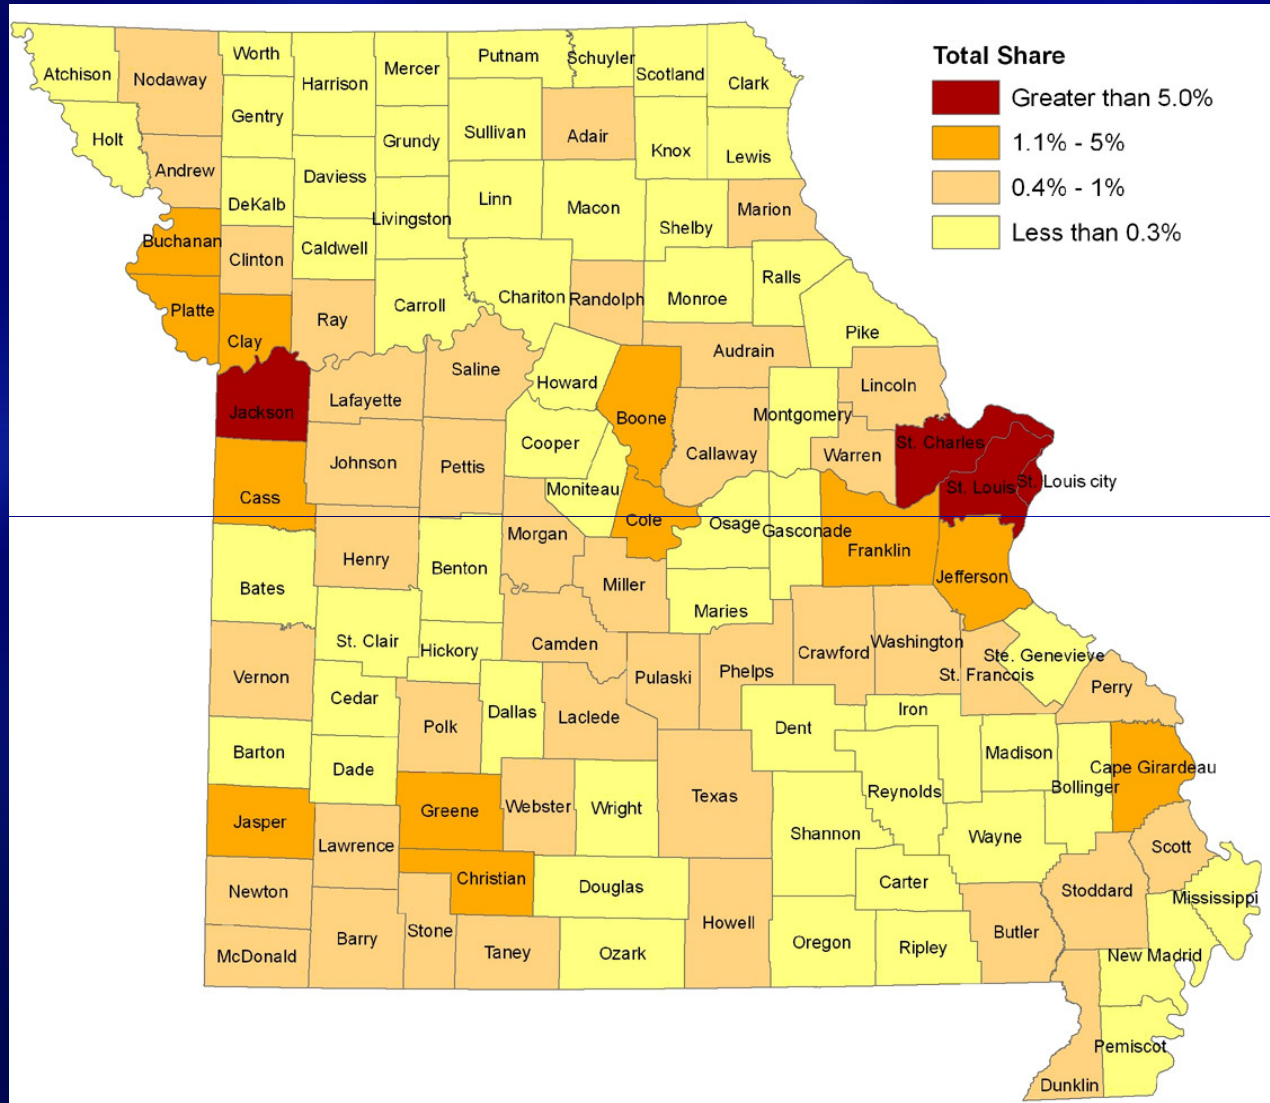 Total Share
Greater than 5.0%
1.1% - 5%
0.4% - 1%
Less than 0.3%
Atchison
Nodaway
Worth
Harrison
Mercer
Putnam
Schuyler
Scotland
Clark
Holt
Gentry
Grundy
Sullivan
Adair
Knox
Lewis
Andrew
DeKalb
Daviess
Livingston
Linn
Macon
Shelby
Marion
Buchanan
Clinton
Caldwell
Chariton
Randolph
Monroe
Ralls
Platte
Clay
Ray
Carroll
Pike
Saline
Howard
Audrain
Lincoln
Jackson
Lafayette
Boone
Montgomery
St. Charles
Johnson
Pettis
Cooper
Callaway
Warren
St. Louis
St. Louis city
Cass
Moniteau
Cole
Osage
Gasconade
Franklin
Morgan
Henry
Benton
Miller
Jefferson
Bates
Maries
St. Clair
Hickory
Camden
Pulaski
Phelps
Crawford
Washington
Ste. Genevieve
St. Francois
Perry
Vernon
Cedar
Polk
Dallas
Laclede
Dent
Iron
Madison
Barton
Dade
Cape Girardeau
Bollinger
Jasper
Greene
Webster
Wright
Texas
Reynolds
Shannon
Wayne
Lawrence
Christian
Scott
Newton
Douglas
Carter
Stoddard
Mississippi
McDonald
Barry
Stone
Taney
Ozark
Howell
Oregon
Ripley
Butler
New Madrid
Pemiscot
Dunklin